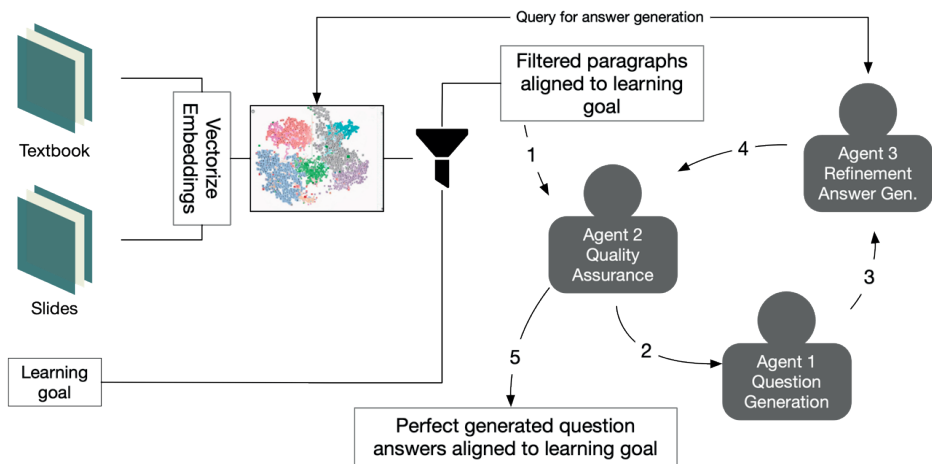 Query for answer generation
Textbook
Slides
Vectorize
Embeddings
Learning
goal
Filtered paragraphs
aligned to learning
goal
1
4
Agent 3
Refinement
Answer Gen.
Agent 2
Quality
Assurance
3
5
2
Agent 1
Question
Generation
Perfect generated question
answers aligned to learning goal